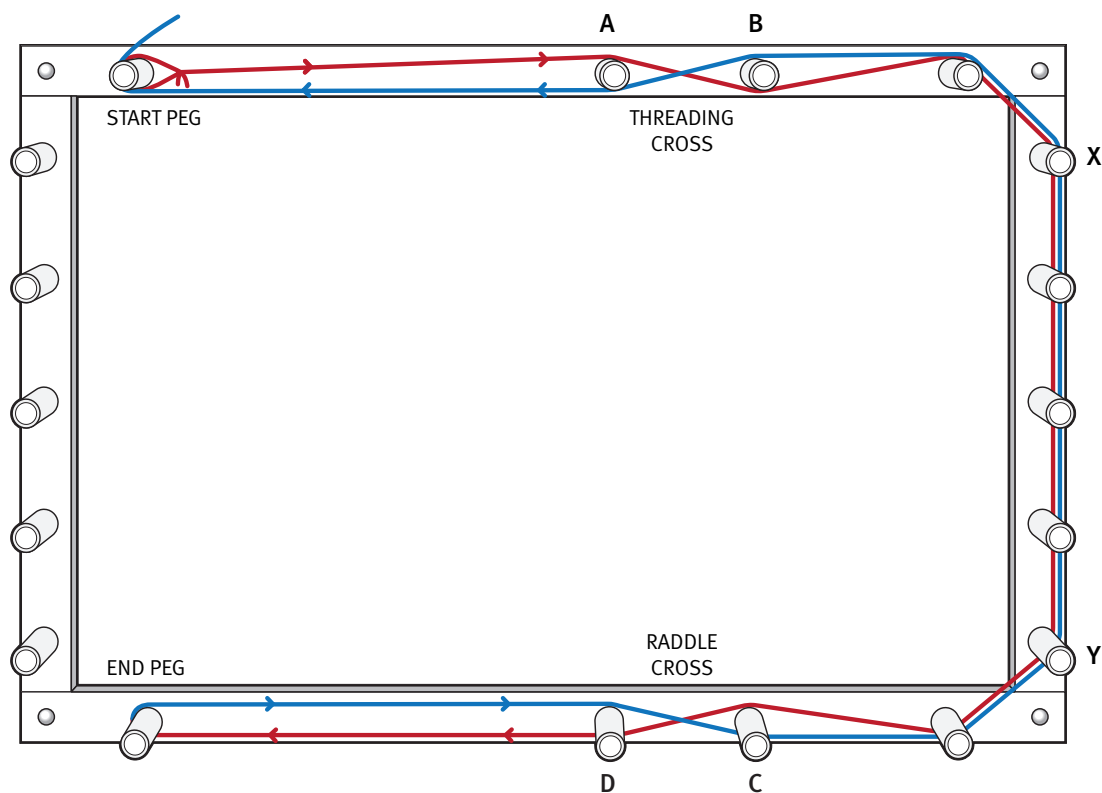 A
B
START PEG
THREADING
CROSS
X
END PEG
RADDLE
CROSS
Y
D
C